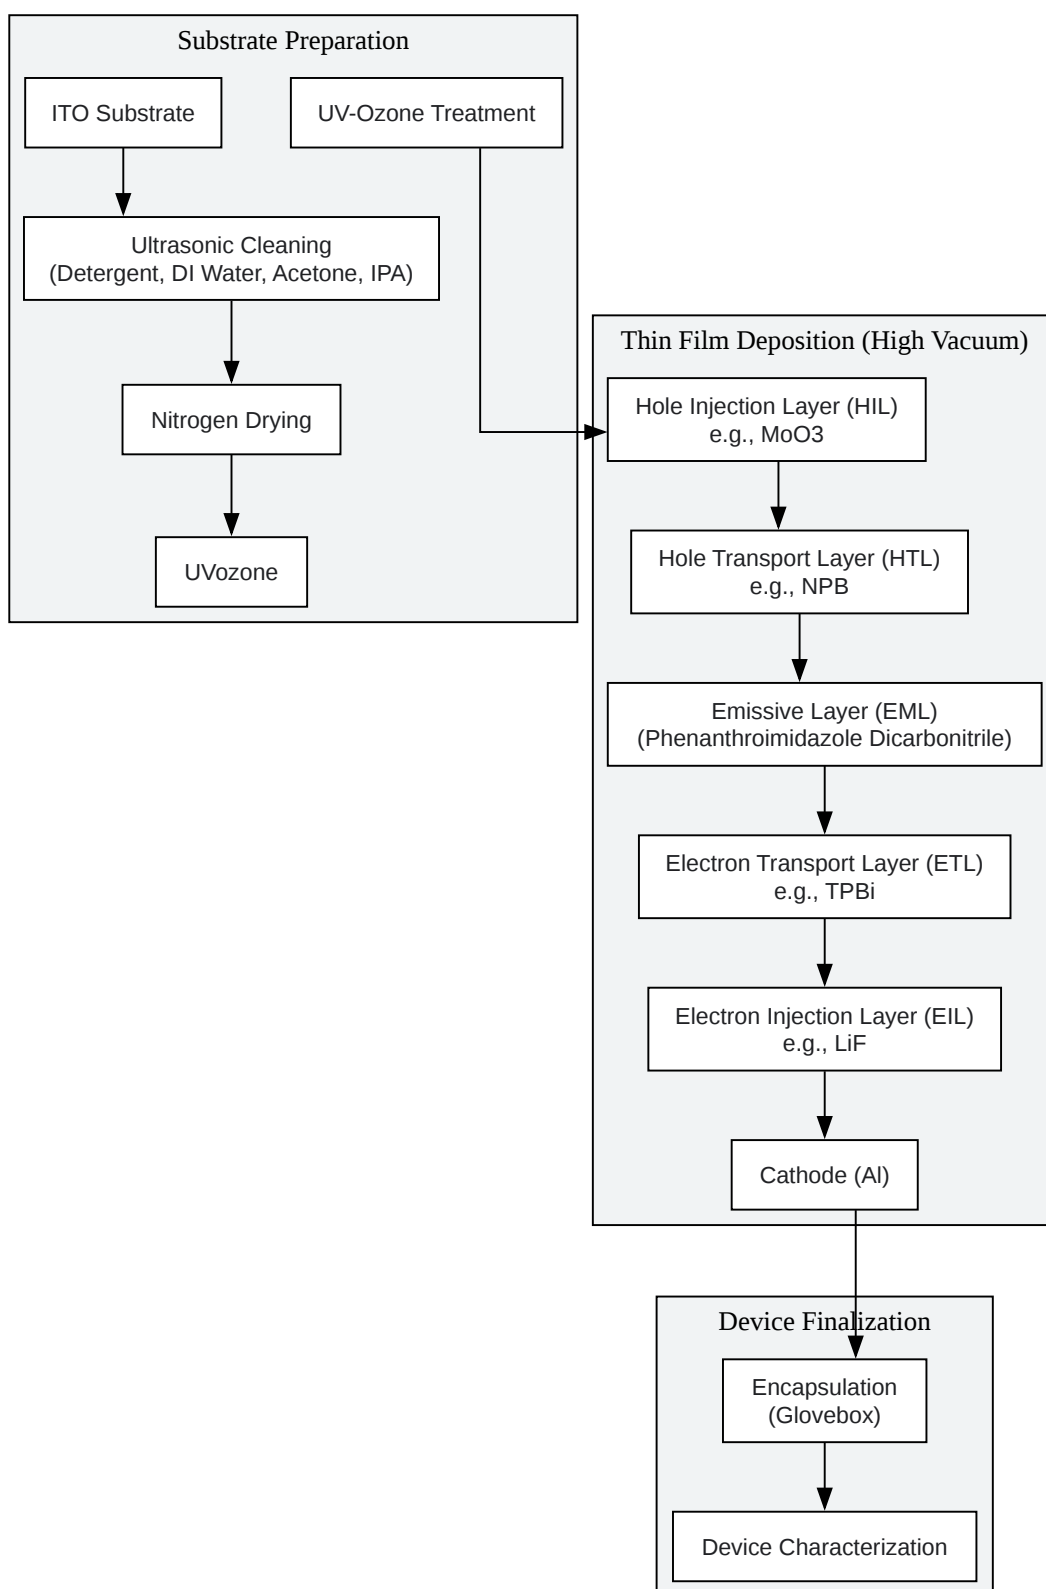 Substrate Preparation
ITO Substrate
UV-Ozone Treatment
Ultrasonic Cleaning
(Detergent, DI Water, Acetone, IPA)
Nitrogen Drying
UVozone
Thin Film Deposition (High Vacuum)
Hole Injection Layer (HIL)
e.g., MoO3
Hole Transport Layer (HTL)
e.g., NPB
Emissive Layer (EML)
(Phenanthroimidazole Dicarbonitrile)
Electron Transport Layer (ETL)
e.g., TPBi
Electron Injection Layer (EIL)
e.g., LiF
Cathode (Al)
Device Finalization
Encapsulation
(Glovebox)
Device Characterization